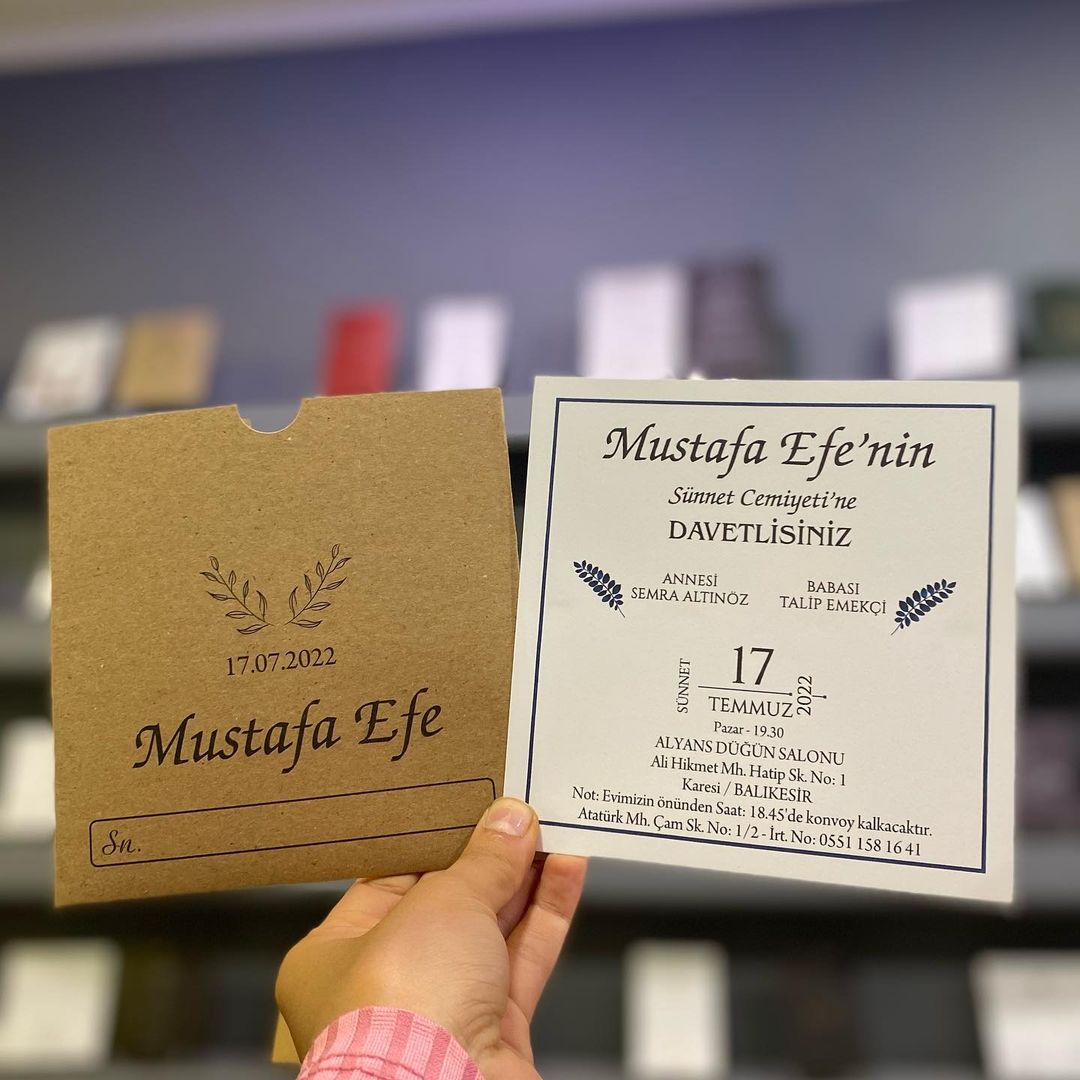 17.07.2022
Mustafa Efe
Sn.
Mustafa Efe'nin
Sünnet Cemiyeti'ne
DAVETLİSİNİZ
ANNESİ
SEMRA ALTINÖZ
BABASI
TALİP EMEKÇİ
SÜNNET
17
TEMMUZ
2022
Pazar - 19.30
ALYANS DÜĞÜN SALONU
Ali Hikmet Mh. Hatip Sk. No: 1
Karesi / BALIKESİR
Not: Evimizin önünden Saat: 18.45'de konvoy kalkacaktır.
Atatürk Mh. Çam Sk. No: 1/2 - İrt. No: 0551 158 16 41